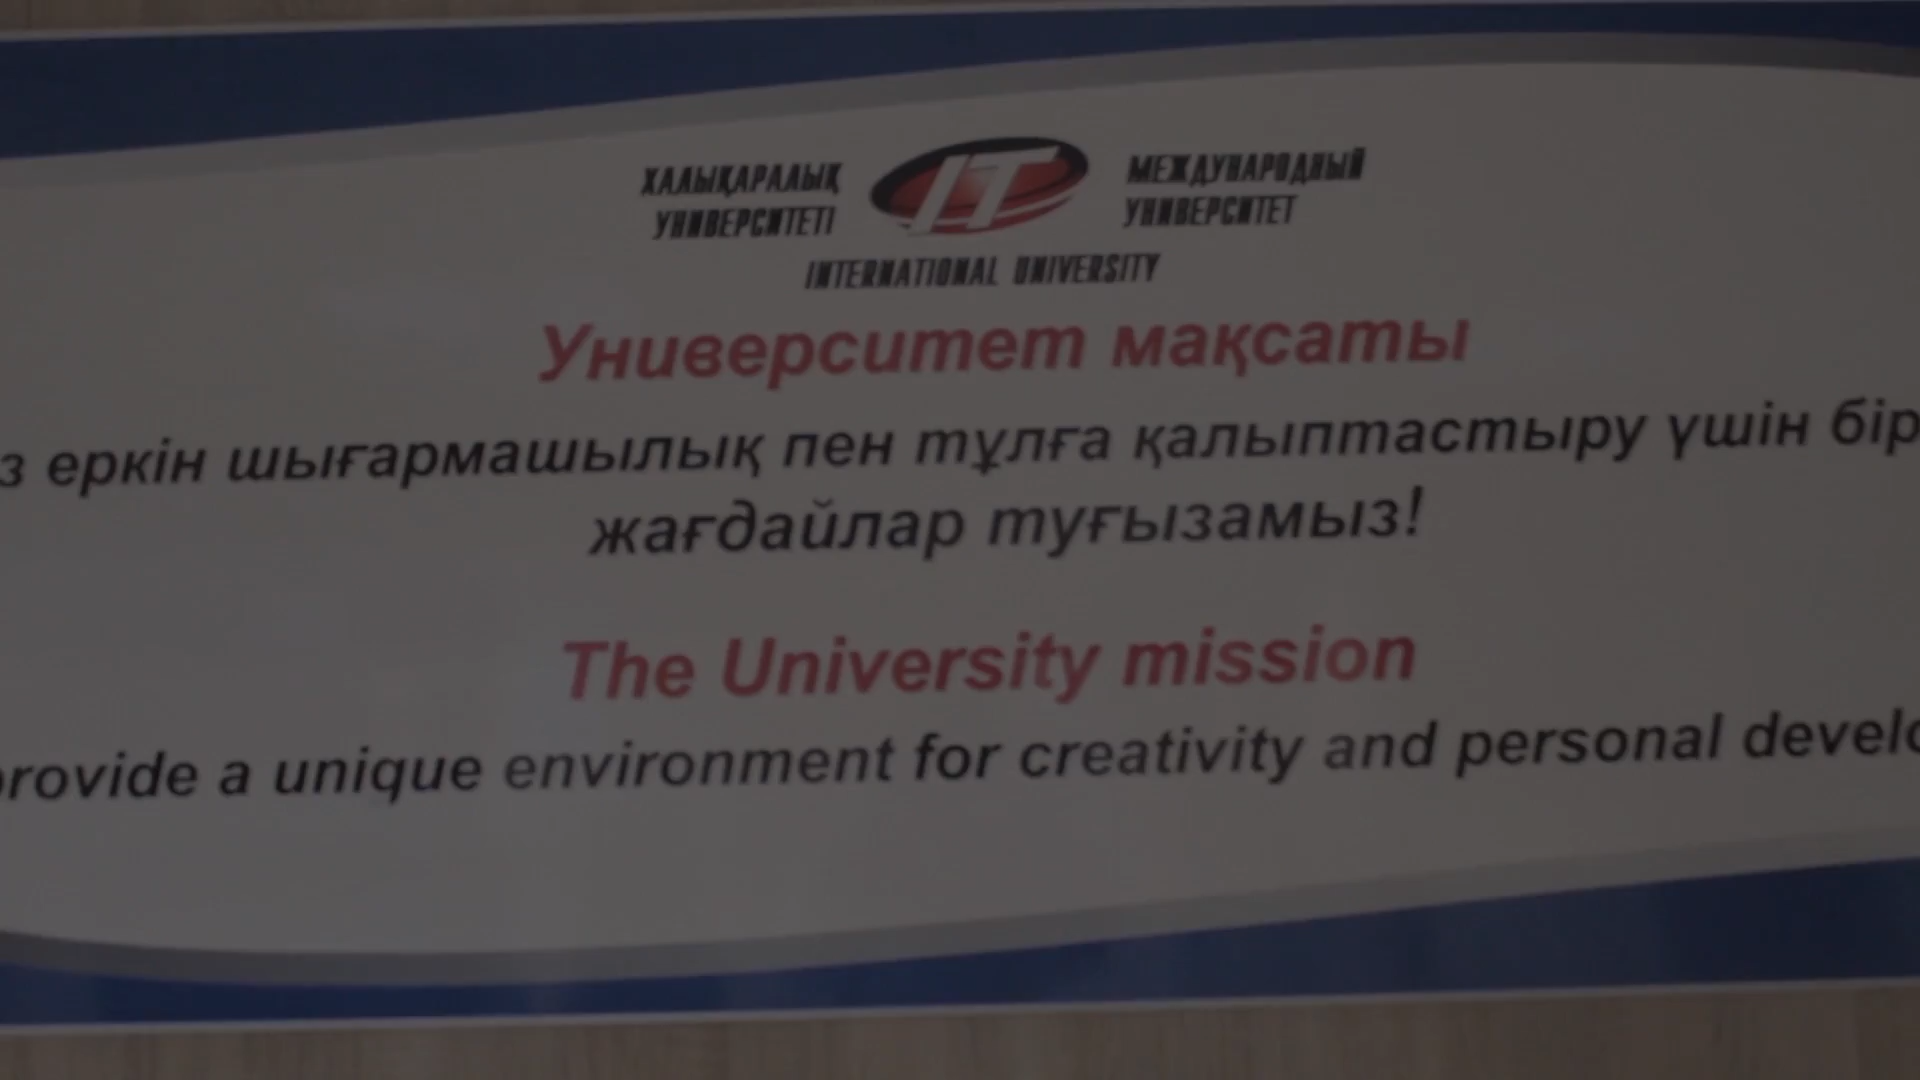 ХАЛЫҚАРАЛЫҚ IT МЕЖДУНАРОДНЫЙ
УНИВЕРСИТЕТІ УНИВЕРСИТЕТ
INTERNATIONAL UNIVERSITY
Университет мақсаты
з еркін шығармашылық пен тұлға қалыптастыру үшін бір
жағдайлар туғызамыз!
The University mission
provide a unique environment for creativity and personal develo